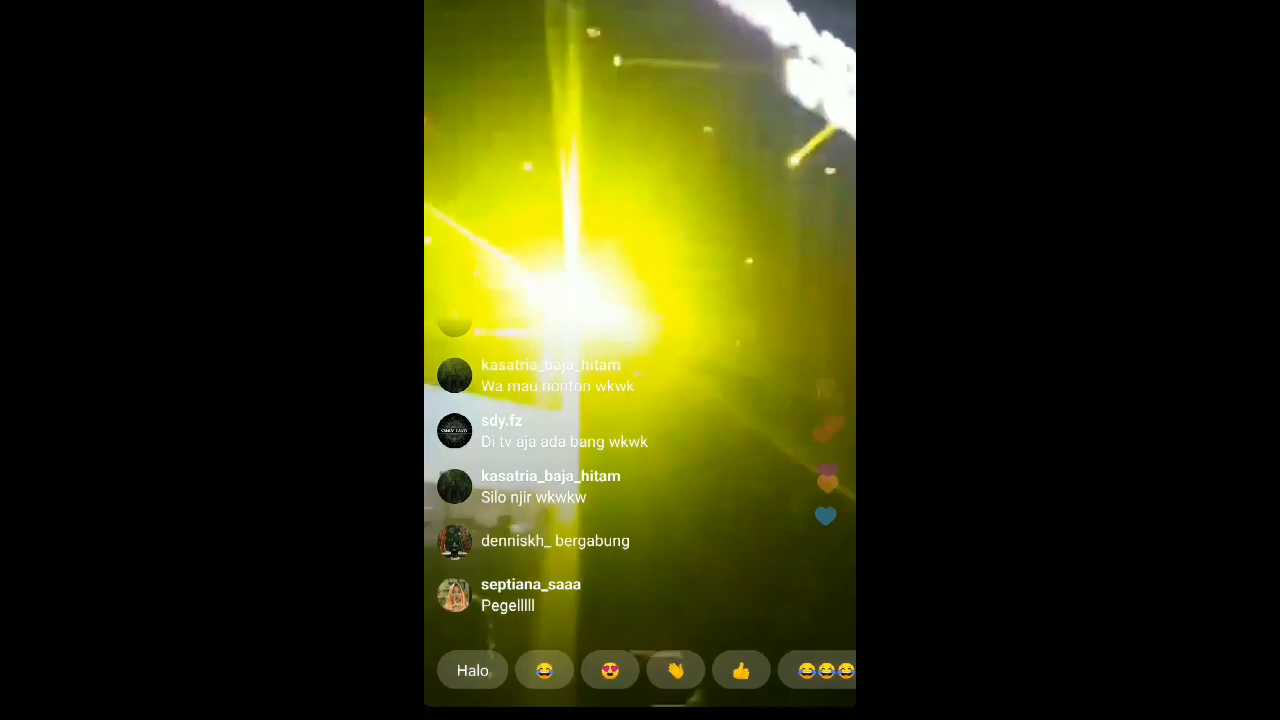 kasatria_baja_hitam
Wa mau nonton wkwk
sdy.fz
Di tv aja ada bang wkwk
kasatria_baja_hitam
Silo njir wkwkw
denniskh_ bergabung
septiana_saaa
Pegelllll
Halo